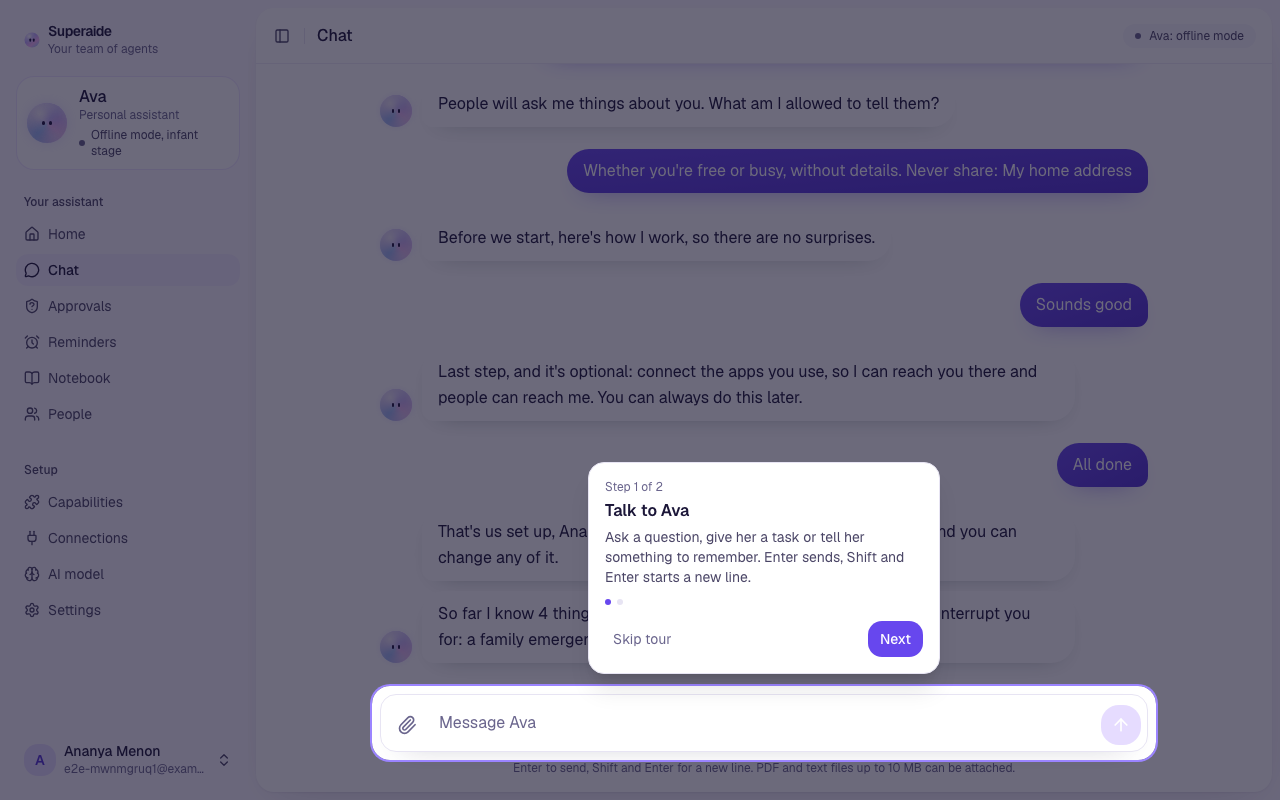 Superaide
Your team of agents
Ava
Personal assistant
Offline mode, infant
stage
Your assistant
Home
Chat
Approvals
Reminders
Notebook
People
Setup
Capabilities
Connections
AI model
Settings
A
Ananya Menon
e2e-mwnmgruq1@exam…
Chat
Ava: offline mode
People will ask me things about you. What am I allowed to tell them?
Whether you're free or busy, without details. Never share: My home address
Before we start, here's how I work, so there are no surprises.
Sounds good
Last step, and it's optional: connect the apps you use, so I can reach you there and
people can reach me. You can always do this later.
All done
That's us set up, nd you can
change any of it.
So far I know 4 nterrupt you
for: a family
Step 1 of 2
Talk to Ava
Ask a question, give her a task or tell her
something to remember. Enter sends, Shift and
Enter starts a new line.
Skip tour
Next
Message Ava
Enter to send, Shift and Enter for a new line. PDF and text files up to 10 MB can be attached.